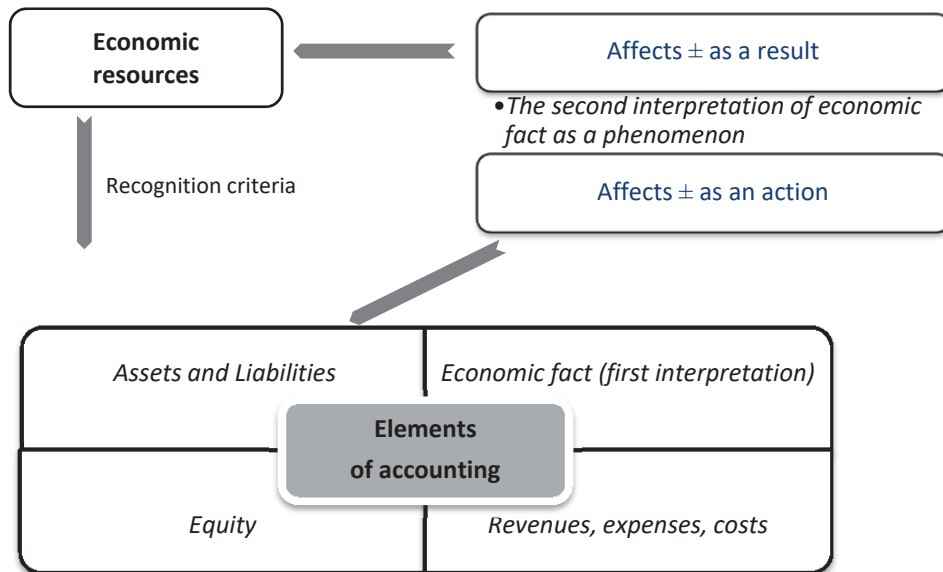 Economic
resources
Affects ± as a result
•The second interpretation of economic
fact as a phenomenon
Affects ± as an action
Recognition criteria
Assets and Liabilities
Economic fact (first interpretation)
Elements
of accounting
Equity
Revenues, expenses, costs